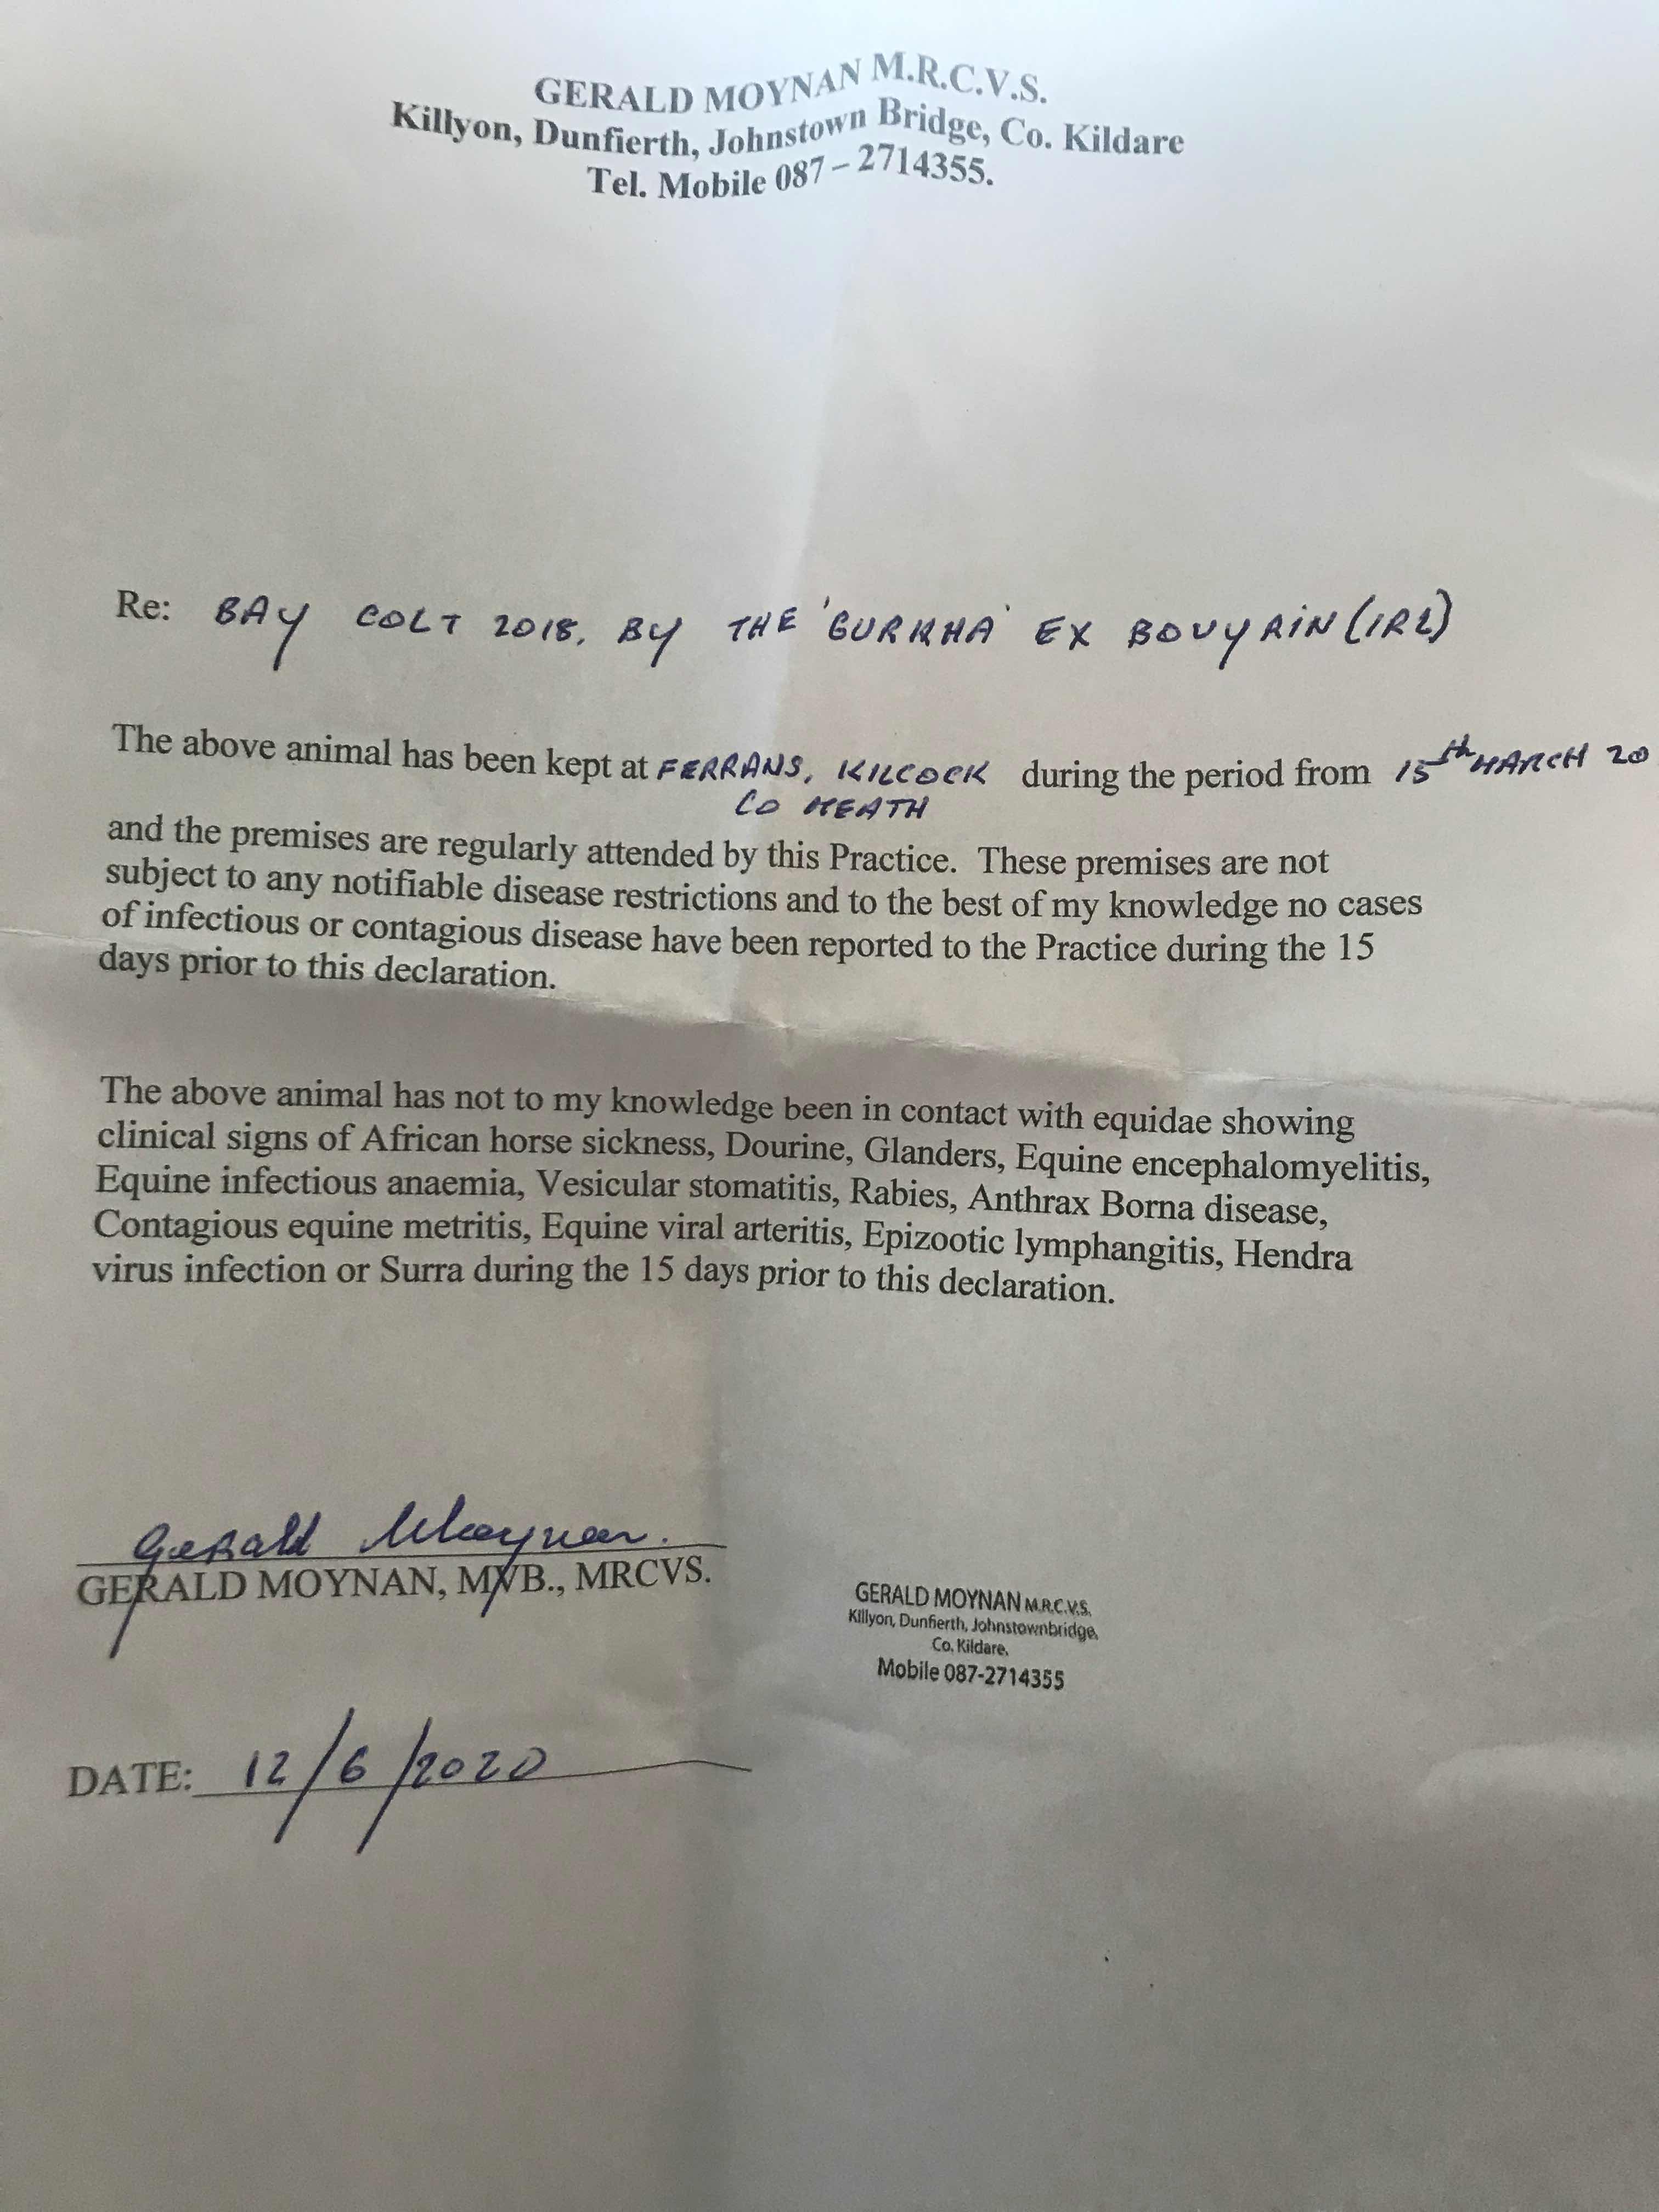 GERALD MOYNAN M.R.C.V.S.
Killyon, Dunfierth, Johnstown Bridge, Co. Kildare
Tel. Mobile 087 – 2714355.
Re: BAY COLT 2018. BY THE 'GURKHA' EX BOUYRIN (IRL)
The above animal has been kept at FERRANS, KILCOCK during the period from 15th MARCH 20
CO MEATH
and the premises are regularly attended by this Practice. These premises are not
subject to any notifiable disease restrictions and to the best of my knowledge no cases
of infectious or contagious disease have been reported to the Practice during the 15
days prior to this declaration.
The above animal has not to my knowledge been in contact with equidae showing
clinical signs of African horse sickness, Dourine, Glanders, Equine encephalomyelitis,
Equine infectious anaemia, Vesicular stomatitis, Rabies, Anthrax Borna disease,
Contagious equine metritis, Equine viral arteritis, Epizootic lymphangitis, Hendra
virus infection or Surra during the 15 days prior to this declaration.
Gerald Moynan.
GERALD MOYNAN, MVB., MRCVS.
GERALD MOYNAN M.R.C.V.S.
Killyon, Dunfierth, Johnstownbridge,
Co. Kildare.
Mobile 087-2714355
DATE: 12/6/2020